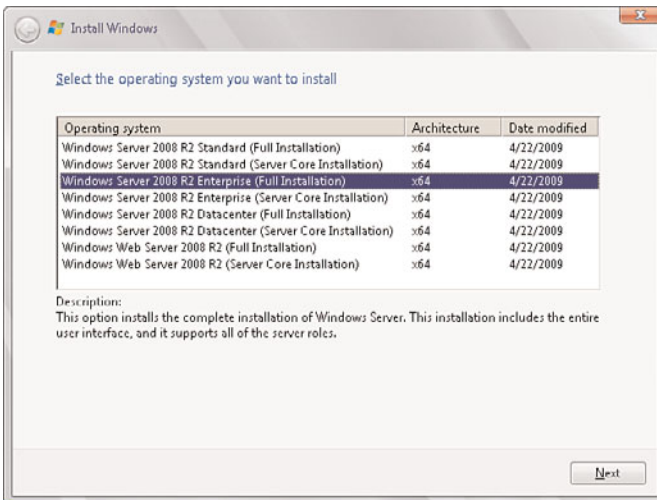 Install Windows
Select the operating system you want to install
Operating system Architecture Date modified
Windows Server 2008 R2 Standard (Full Installation) x64 4/22/2009
Windows Server 2008 R2 Standard (Server Core Installation) x64 4/22/2009
Windows Server 2008 R2 Enterprise (Full Installation) x64 4/22/2009
Windows Server 2008 R2 Enterprise (Server Core Installation) x64 4/22/2009
Windows Server 2008 R2 Datacenter (Full Installation) x64 4/22/2009
Windows Server 2008 R2 Datacenter (Server Core Installation) x64 4/22/2009
Windows Web Server 2008 R2 (Full Installation) x64 4/22/2009
Windows Web Server 2008 R2 (Server Core Installation) x64 4/22/2009
Description:
This option installs the complete installation of Windows Server. This installation includes the entire
user interface, and it supports all of the server roles.
Next